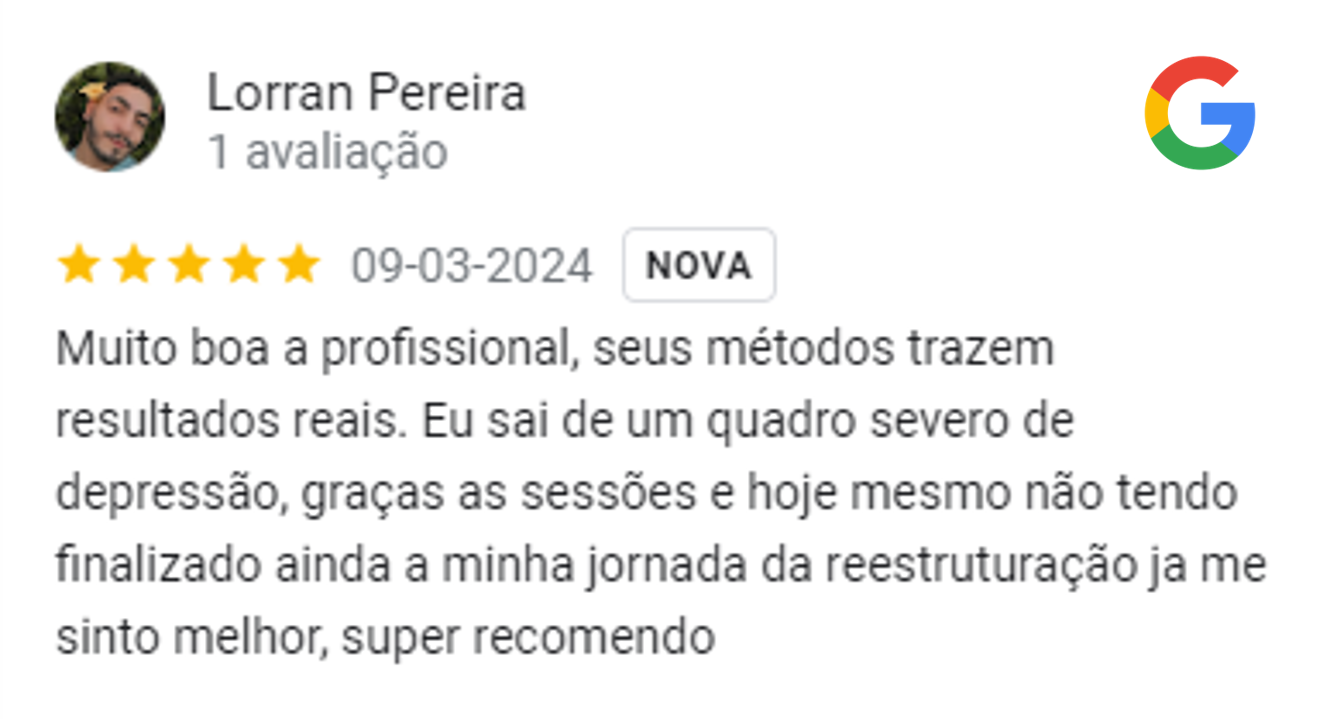 Lorran Pereira
1 avaliação
09-03-2024 NOVA
Muito boa a profissional, seus métodos trazem
resultados reais. Eu sai de um quadro severo de
depressão, graças as sessões e hoje mesmo não tendo
finalizado ainda a minha jornada da reestruturação ja me
sinto melhor, super recomendo